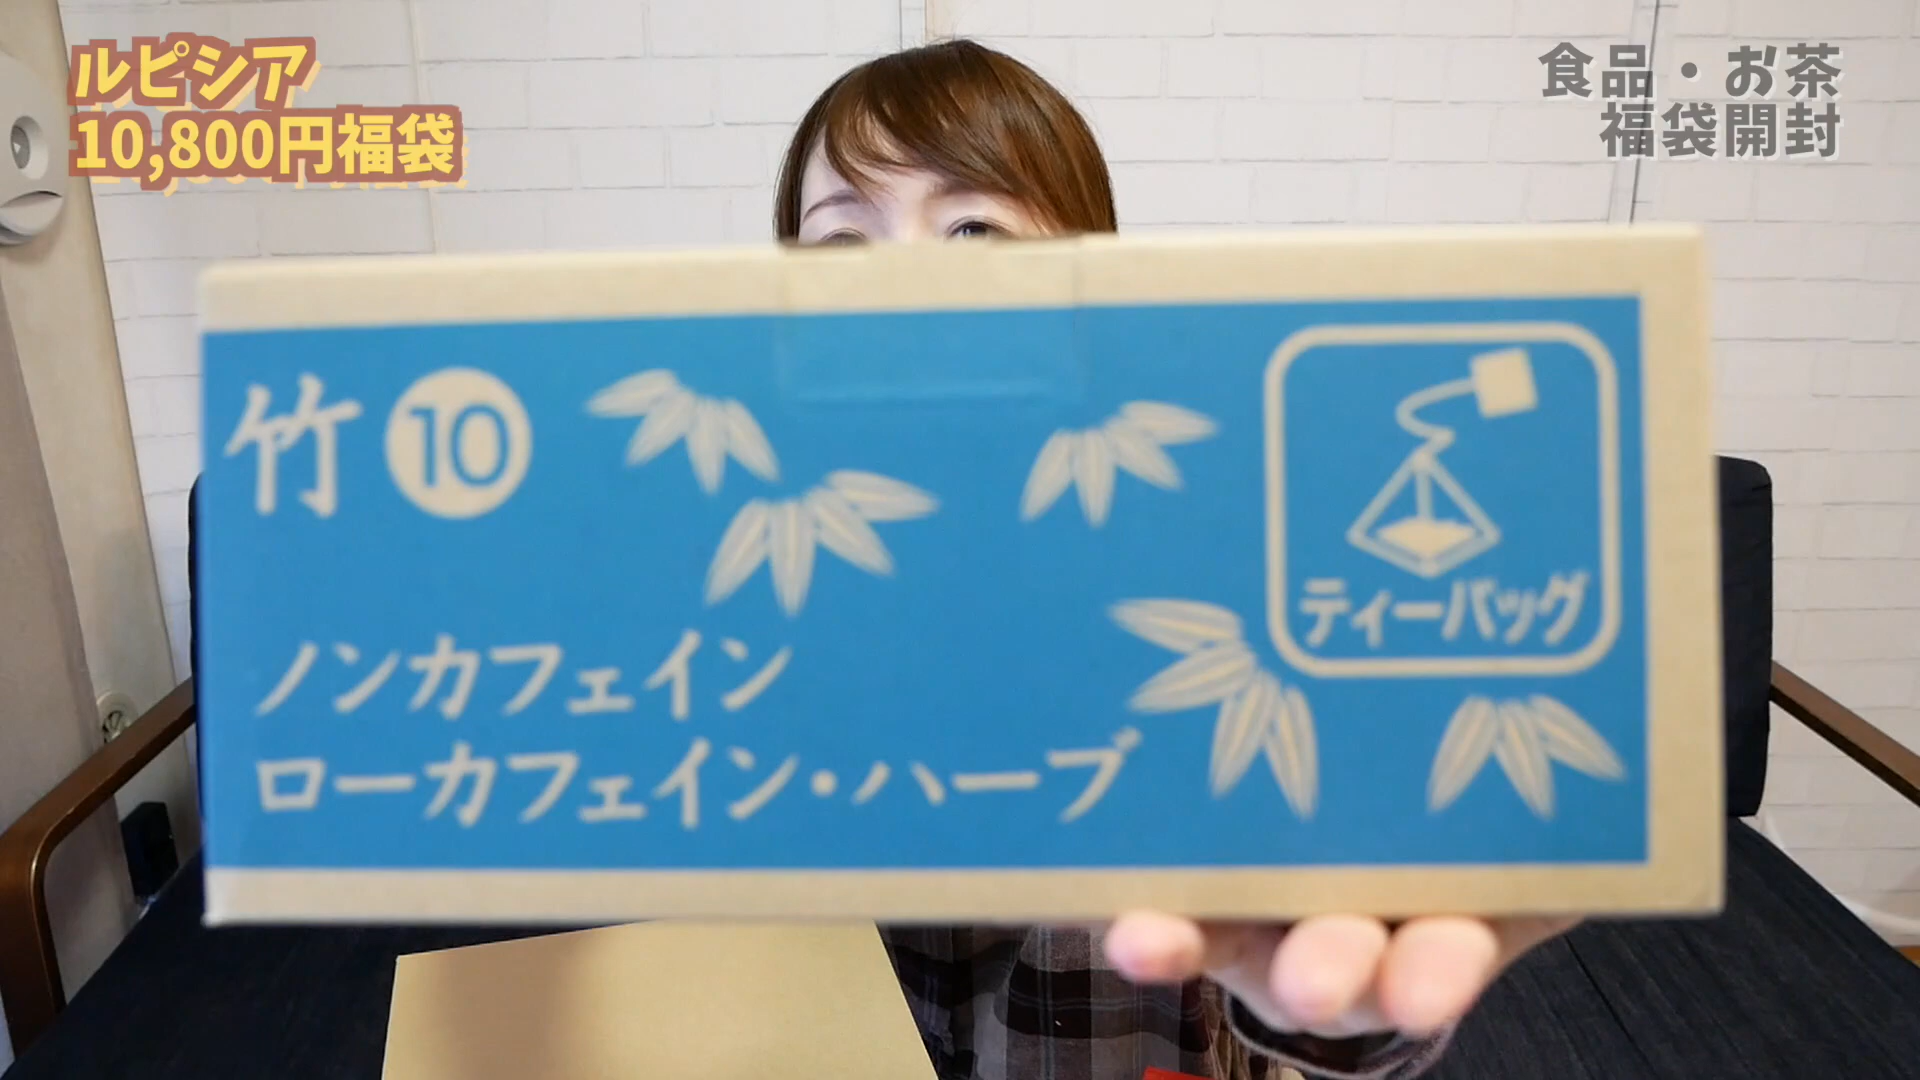 ルピシア
10,800円福袋
食品・お茶
福袋開封
竹 10
ティーバッグ
ノンカフェイン
ローカフェイン・ハーブ